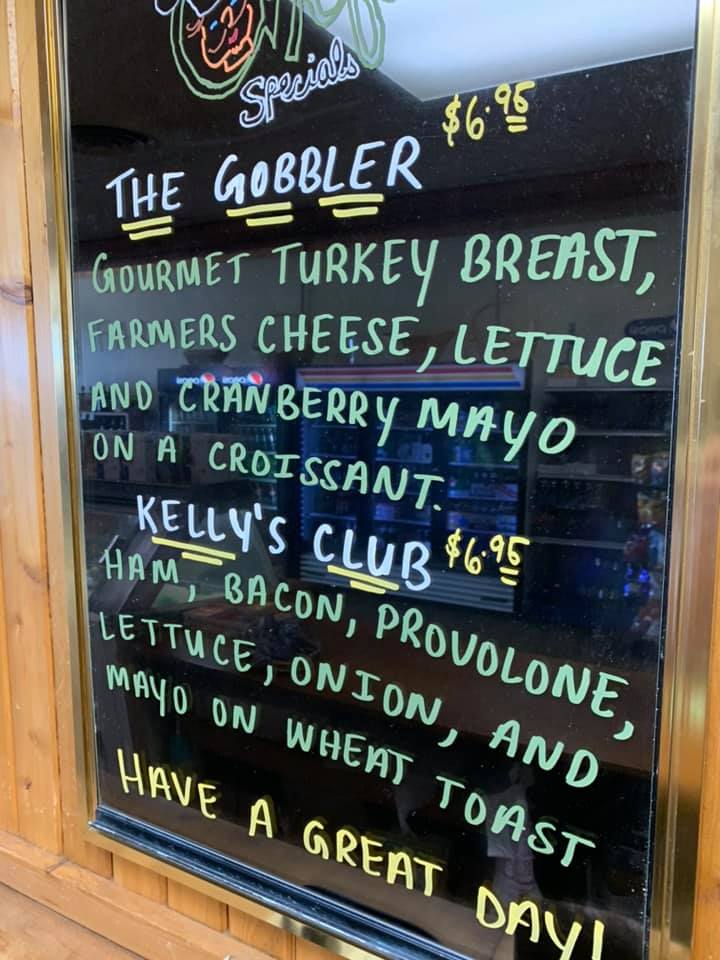 Specials
$6.95
THE GOBBLER
GOURMET TURKEY BREAST,
FARMERS CHEESE, LETTUCE
AND CRANBERRY MAYO
ON A CROISSANT.
KELLY'S CLUB $6.95
HAM, BACON, PROVOLONE,
LETTUCE, ONION, AND
MAYO ON WHEAT TOAST
HAVE A GREAT DAY!